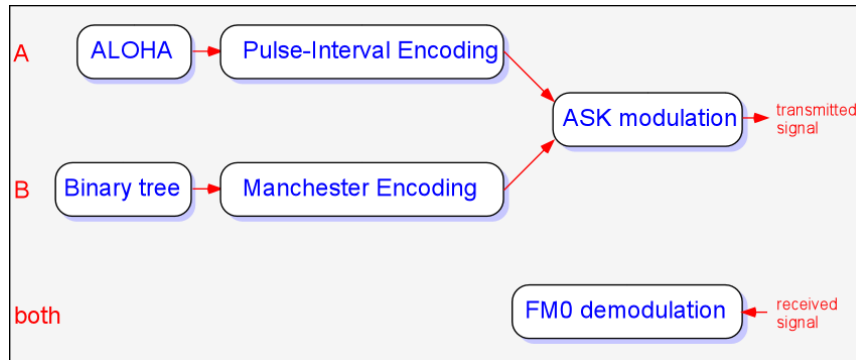 A
ALOHA
Pulse-Interval Encoding
ASK modulation
transmitted
signal
B
Binary tree
Manchester Encoding
both
FM0 demodulation
received
signal